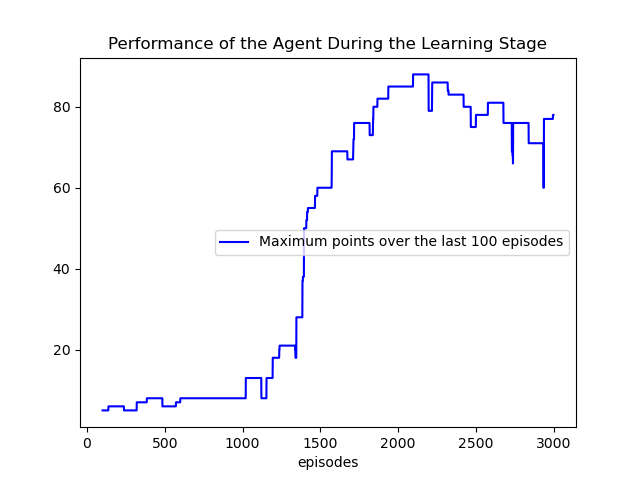 Performance of the Agent During the Learning Stage
80
60
40
20
Maximum points over the last 100 episodes
0 500 1000 1500 2000 2500 3000
episodes